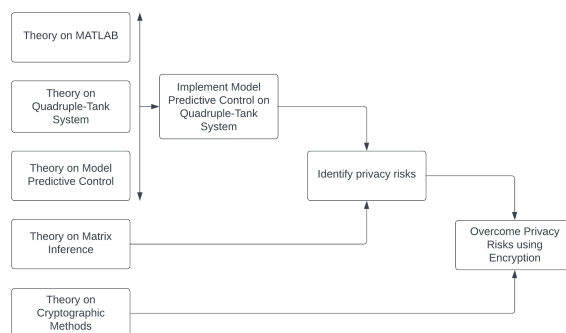 Theory on MATLAB
Theory on
Quadruple-Tank
System
Implement Model
Predictive Control on
Quadruple-Tank
System
Theory on Model
Predictive Control
Identify privacy risks
Theory on Matrix
Inference
Overcome Privacy
Risks using
Encryption
Theory on
Cryptographic
Methods